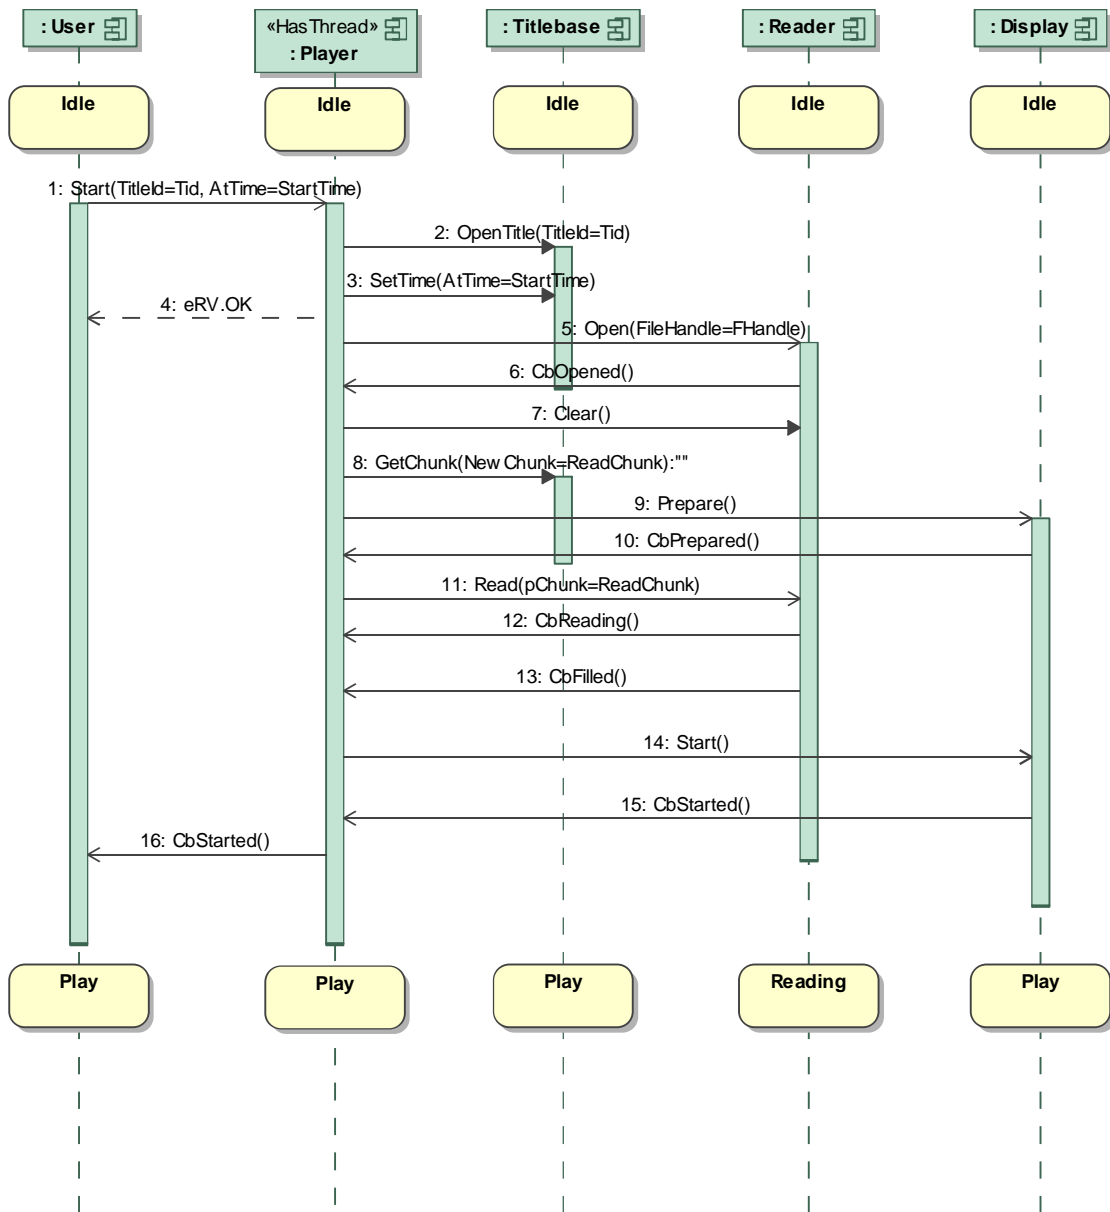 : User
«HasThread»
: Player
: Titlebase
: Reader
: Display
Idle
Idle
Idle
Idle
Idle
1: Start(TitleId=Tid, AtTime=StartTime)
2: OpenTitle(TitleId=Tid)
3: SetTime(AtTime=StartTime)
4: eRV.OK
5: Open(FileHandle=FHandle)
6: CbOpened()
7: Clear()
8: GetChunk(New Chunk=ReadChunk):""
9: Prepare()
10: CbPrepared()
11: Read(pChunk=ReadChunk)
12: CbReading()
13: CbFilled()
14: Start()
15: CbStarted()
16: CbStarted()
Play
Play
Play
Reading
Play